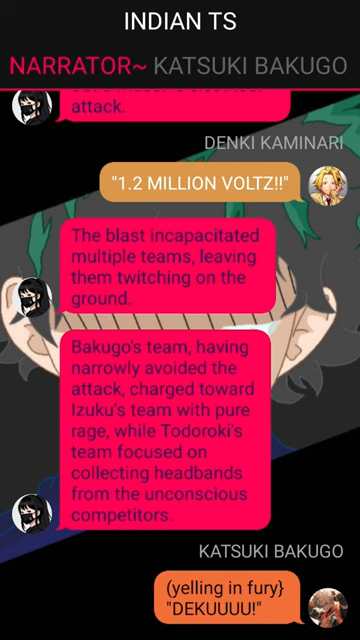 INDIAN TS
NARRATOR~ KATSUKI BAKUGO
attack.
DENKI KAMINARI
"1.2 MILLION VOLTZ!!"
The blast incapacitated
multiple teams, leaving
them twitching on the
ground.
Bakugo's team, having
narrowly avoided the
attack, charged toward
Izuku's team with pure
rage, while Todoroki's
team focused on
collecting headbands
from the unconscious
competitors.
KATSUKI BAKUGO
(yelling in fury}
"DEKUUUU!"